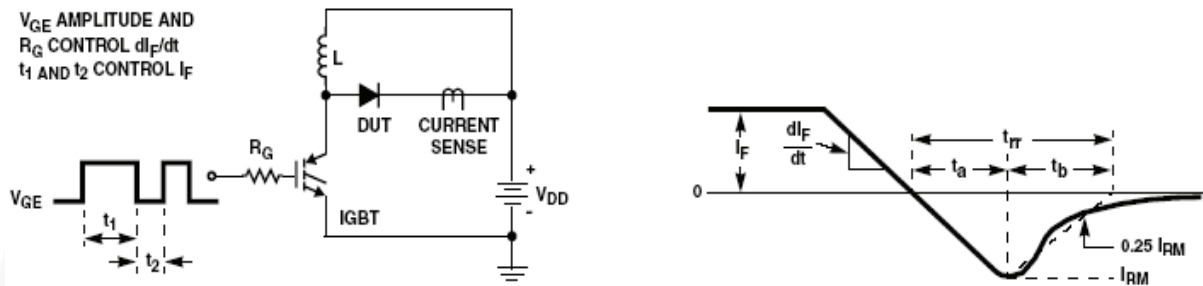 VGE AMPLITUDE AND
RG CONTROL dIF/dt
t1 AND t2 CONTROL IF
L
DUT
CURRENT
SENSE
RG
VGE
IGBT
+
VDD
-
t1
t2
IF
dIF
dt
trr
ta
tb
0
0.25 IRM
IRM